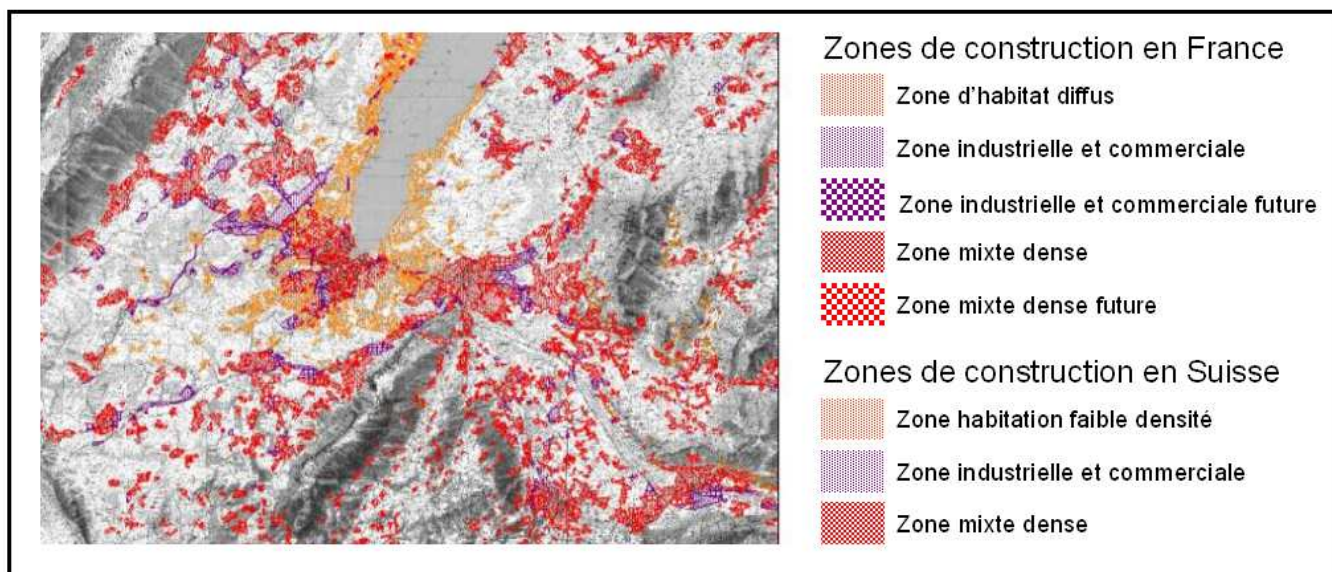 Zones de construction en France
Zone d'habitat diffus
Zone industrielle et commerciale
Zone industrielle et commerciale future
Zone mixte dense
Zone mixte dense future
Zones de construction en Suisse
Zone habitation faible densité
Zone industrielle et commerciale
Zone mixte dense